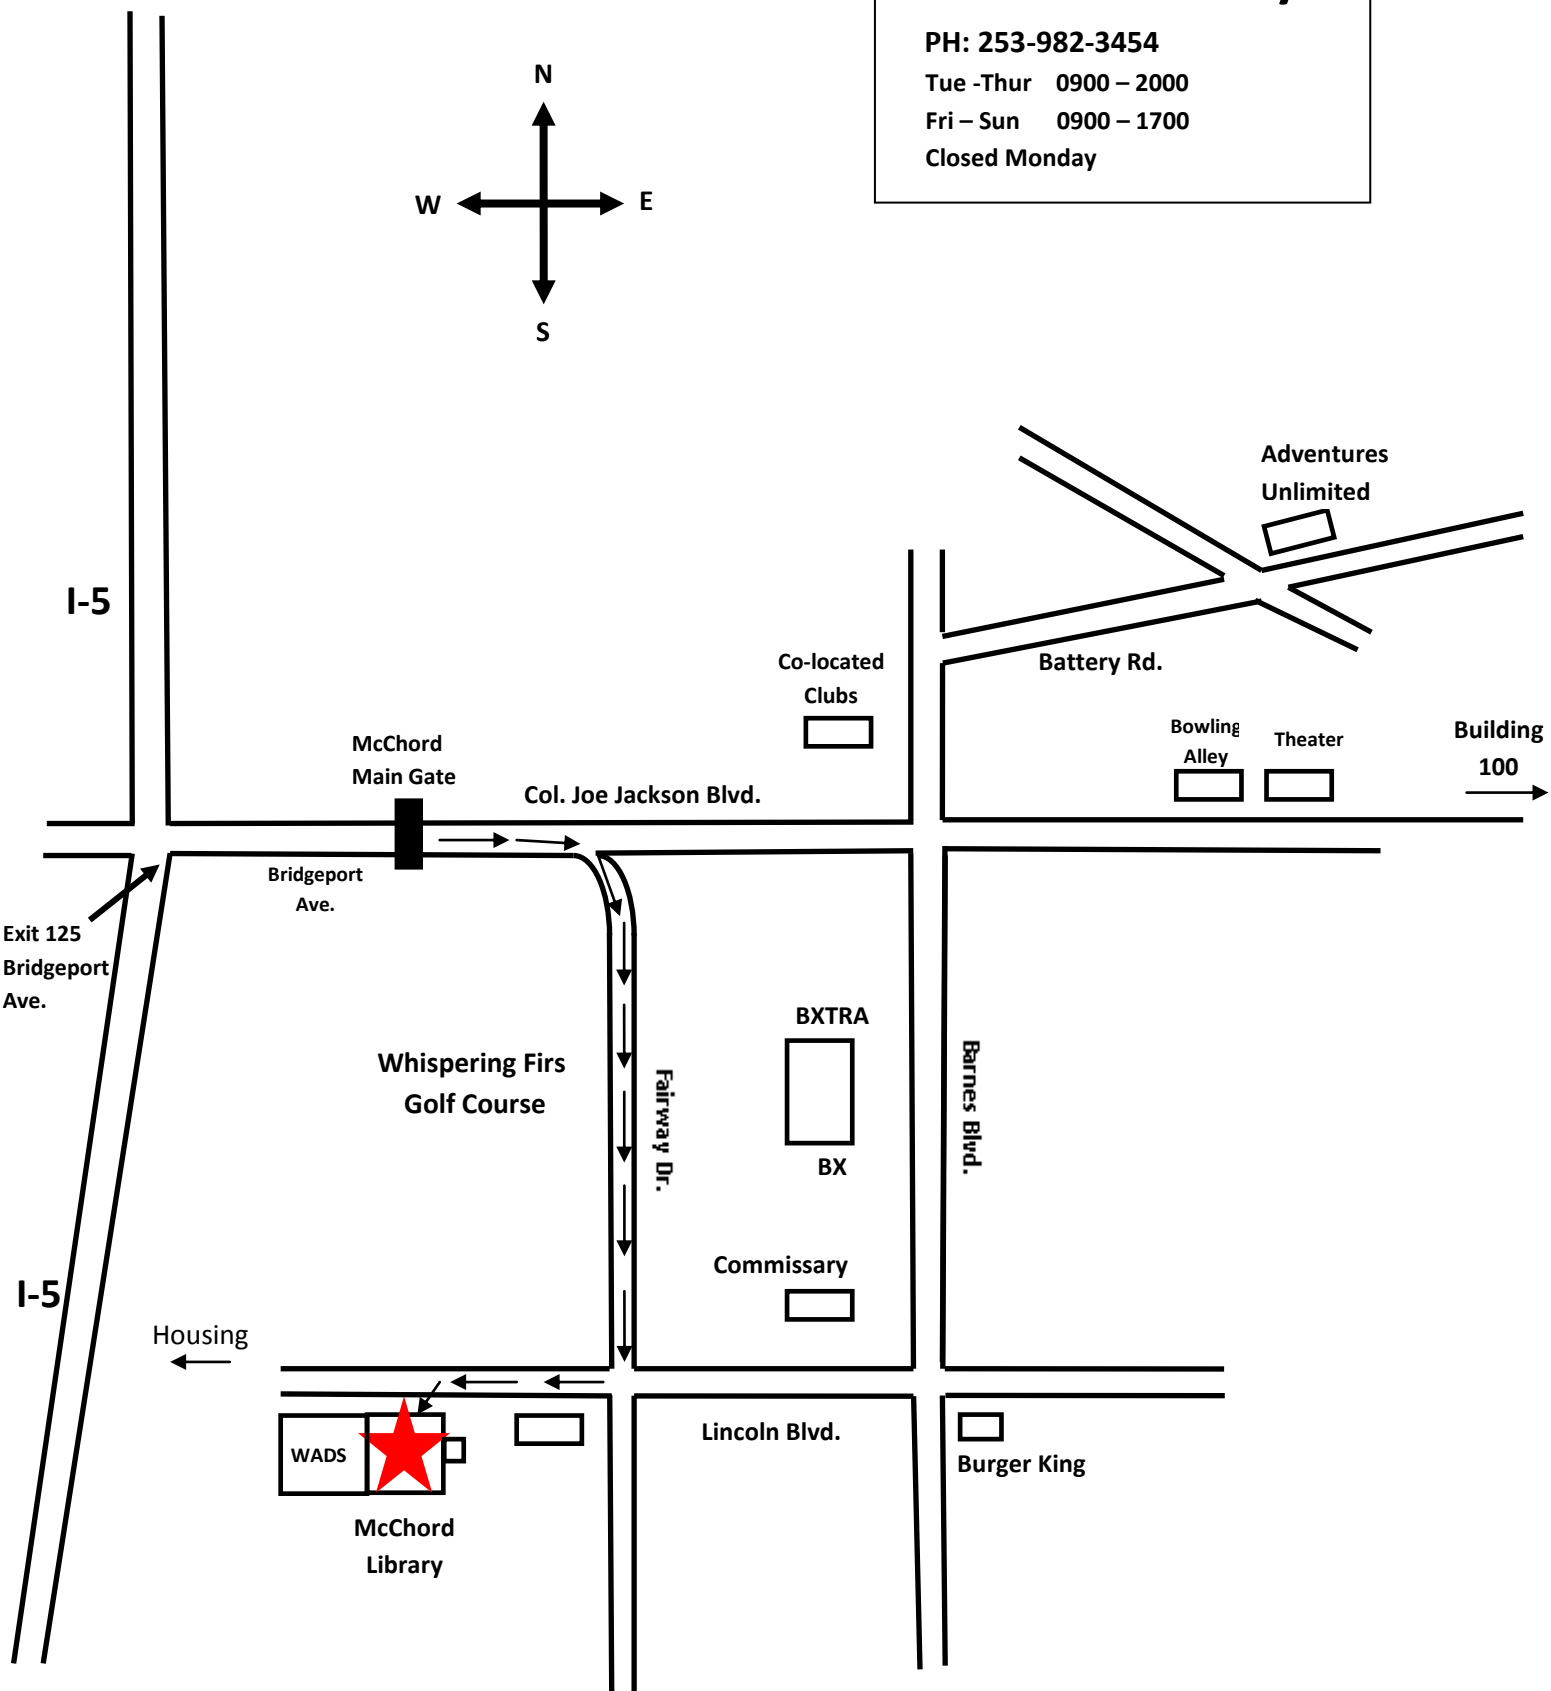 PH: 253-982-3454
Tue -Thur 0900 – 2000
Fri – Sun 0900 – 1700
Closed Monday
N
W
E
S
Adventures
Unlimited
I-5
Co-located
Clubs
Battery Rd.
Bowling
Alley
Theater
Building
100
McChord
Main Gate
Col. Joe Jackson Blvd.
Bridgeport
Ave.
Exit 125
Bridgeport
Ave.
Whispering Firs
Golf Course
Fairway Dr.
BXTRA
BX
Barnes Blvd.
Commissary
I-5
Housing
WADS
Lincoln Blvd.
Burger King
McChord
Library